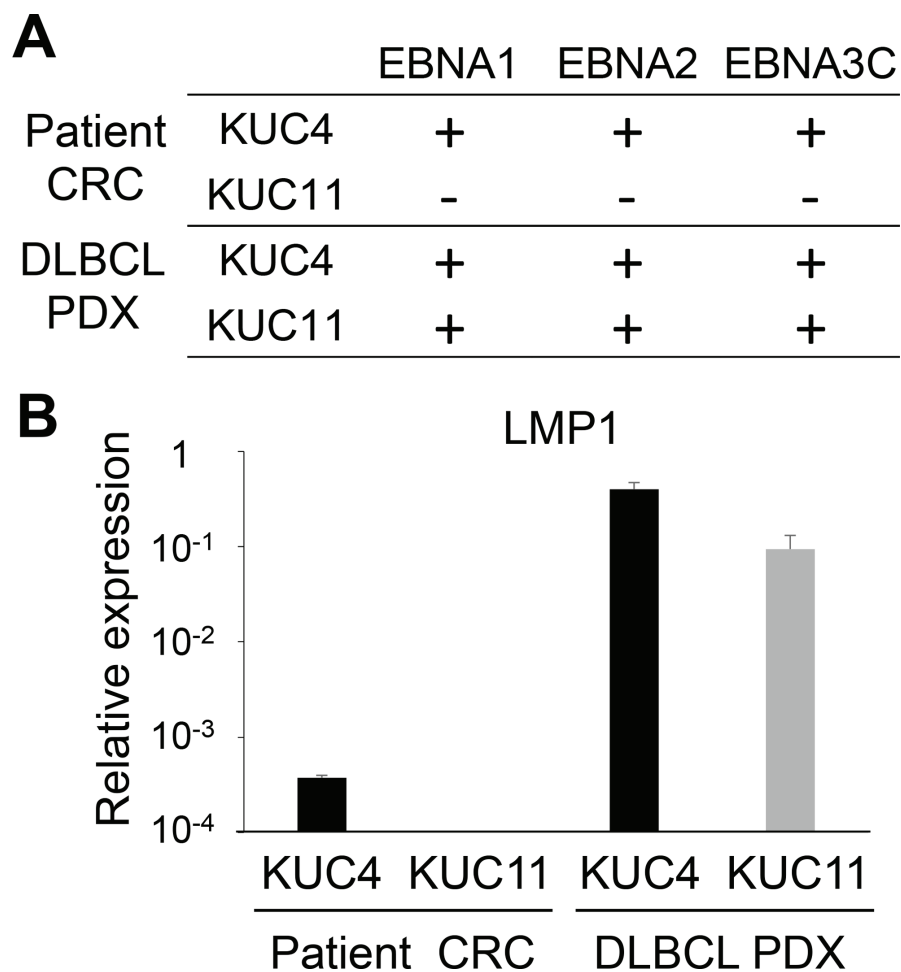 A
EBNA1 EBNA2 EBNA3C
Patient CRC
KUC4 + + +
KUC11 - - -
DLBCL PDX
KUC4 + + +
KUC11 + + +
B
LMP1
Relative expression
1
10-1
10-2
10-3
10-4
KUC4 KUC11 KUC4 KUC11
Patient CRC DLBCL PDX